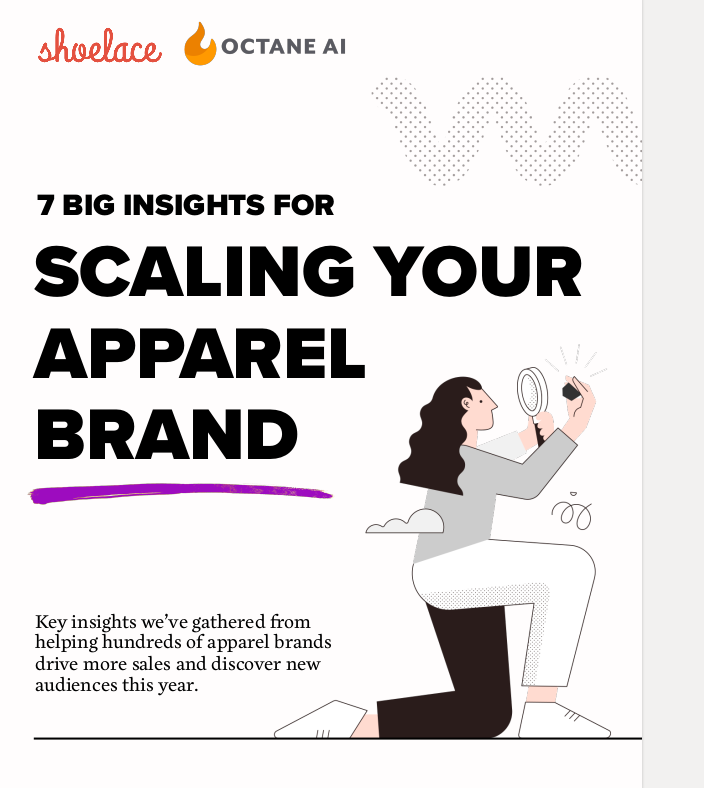 shoelace OCTANE AI
7 BIG INSIGHTS FOR
SCALING YOUR
APPAREL
BRAND
Key insights we've gathered from
helping hundreds of apparel brands
drive more sales and discover new
audiences this year.